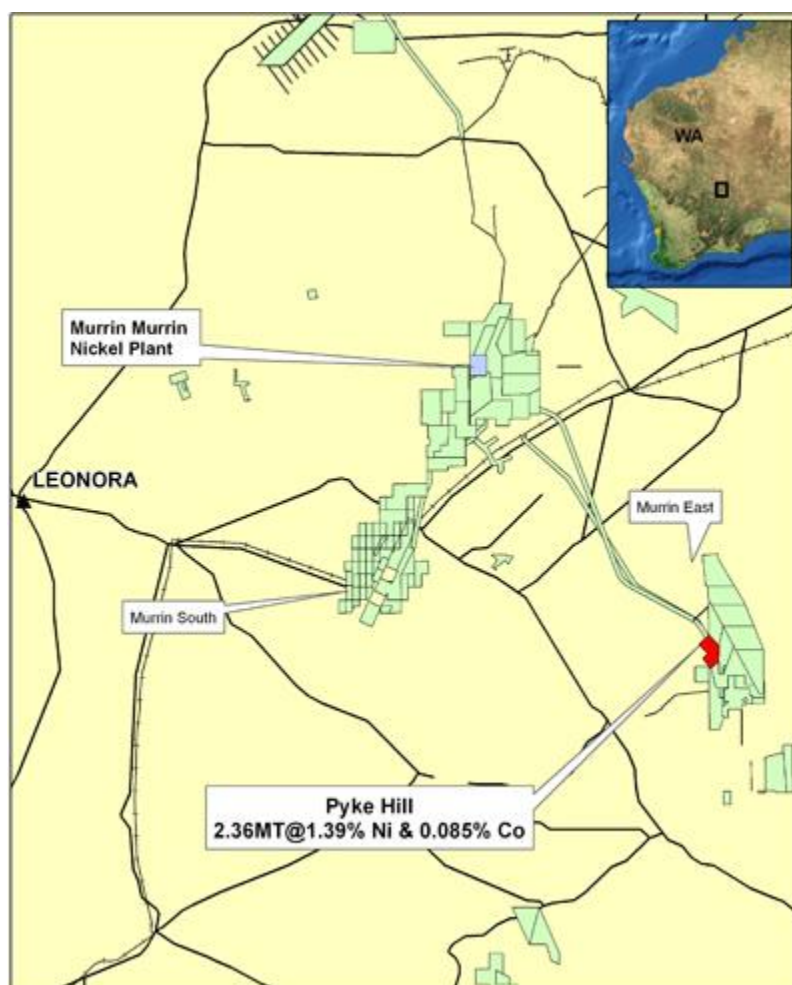 WA
Murrin Murrin
Nickel Plant
LEONORA
Murrin East
Murrin South
Pyke Hill
2.36MT@1.39% Ni & 0.085% Co